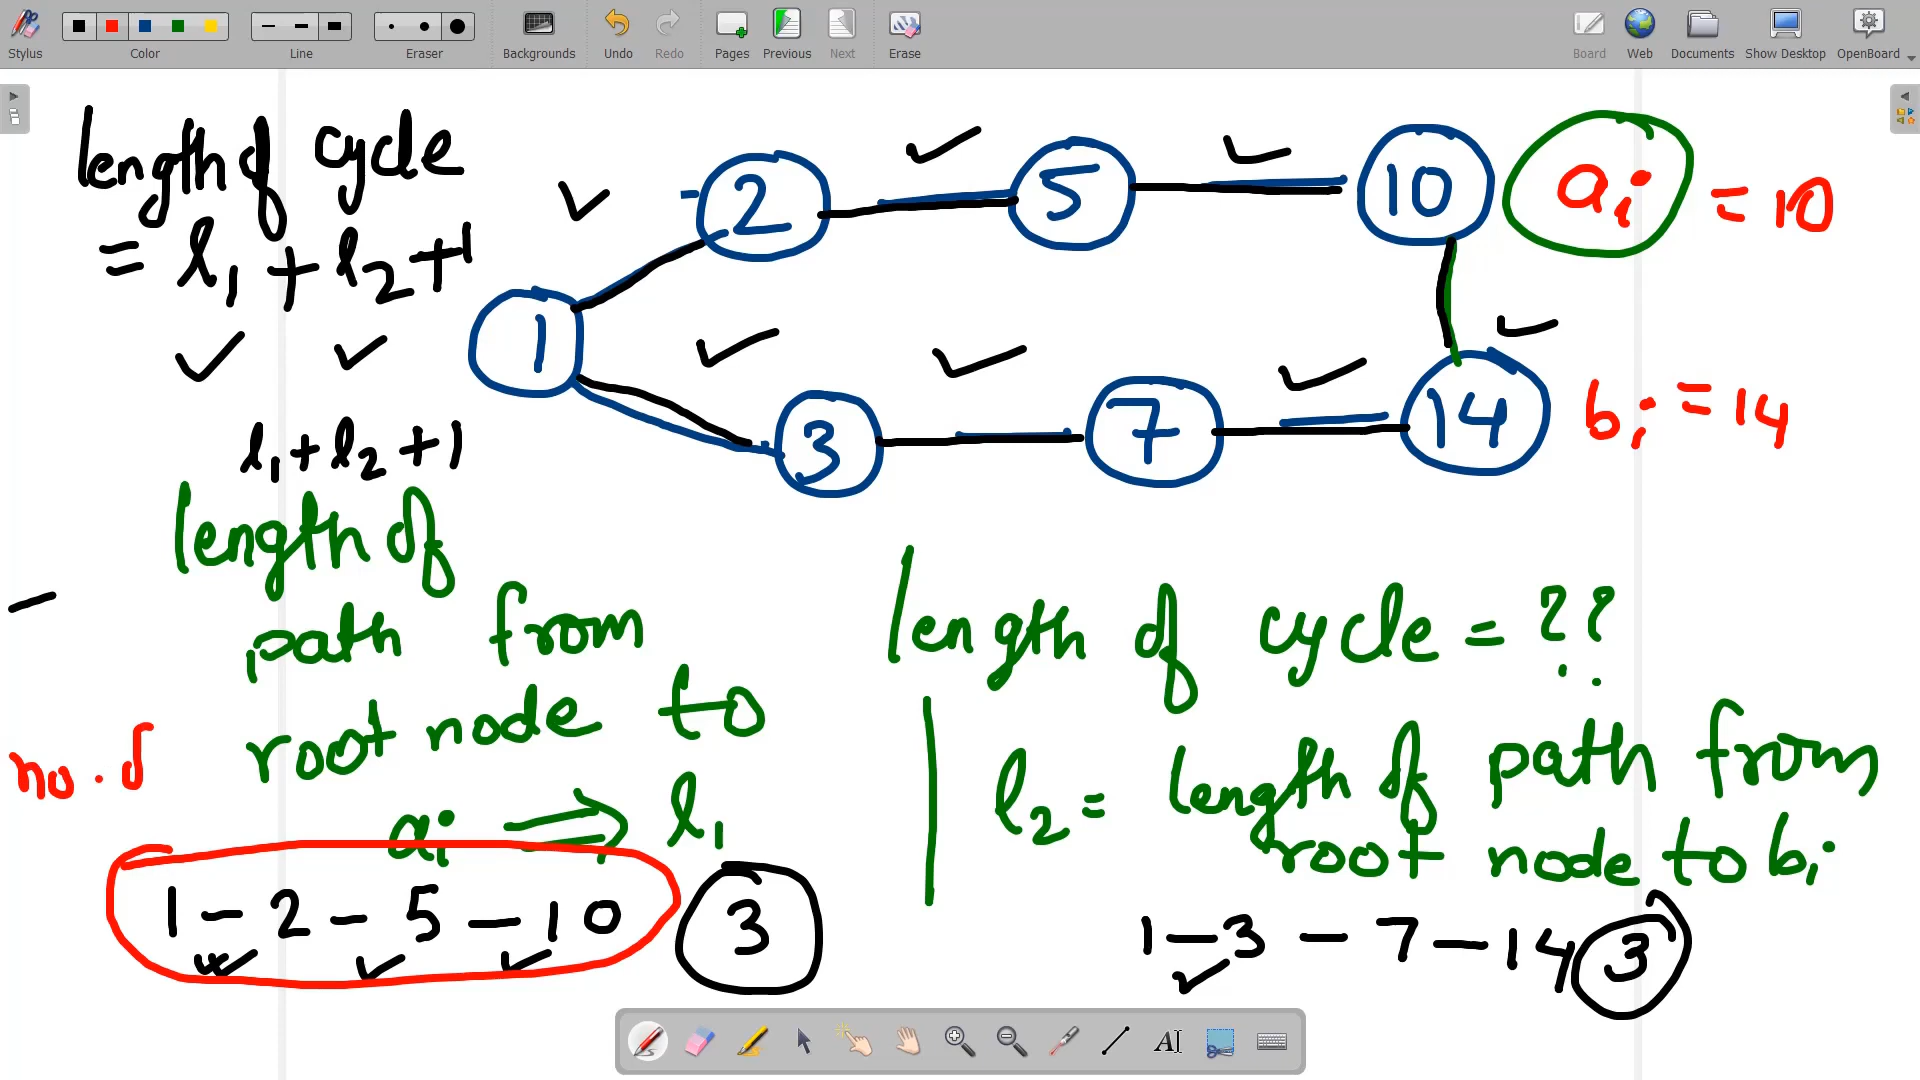 Stylus
Color
Line
Eraser
Backgrounds
Undo
Redo
Pages
Previous
Next
Erase
Board
Web
Documents
Show Desktop
OpenBoard
length of cycle
= l1 + l2 + 1
l1 + l2 + 1
2
5
10
ai = 10
1
3
7
14
bi = 14
length of
path from
root node to
ai ⇒ l1
no. of
1 - 2 - 5 - 10
3
length of cycle = ??
l2 = length of path from
root node to bi
1 - 3 - 7 - 14
3